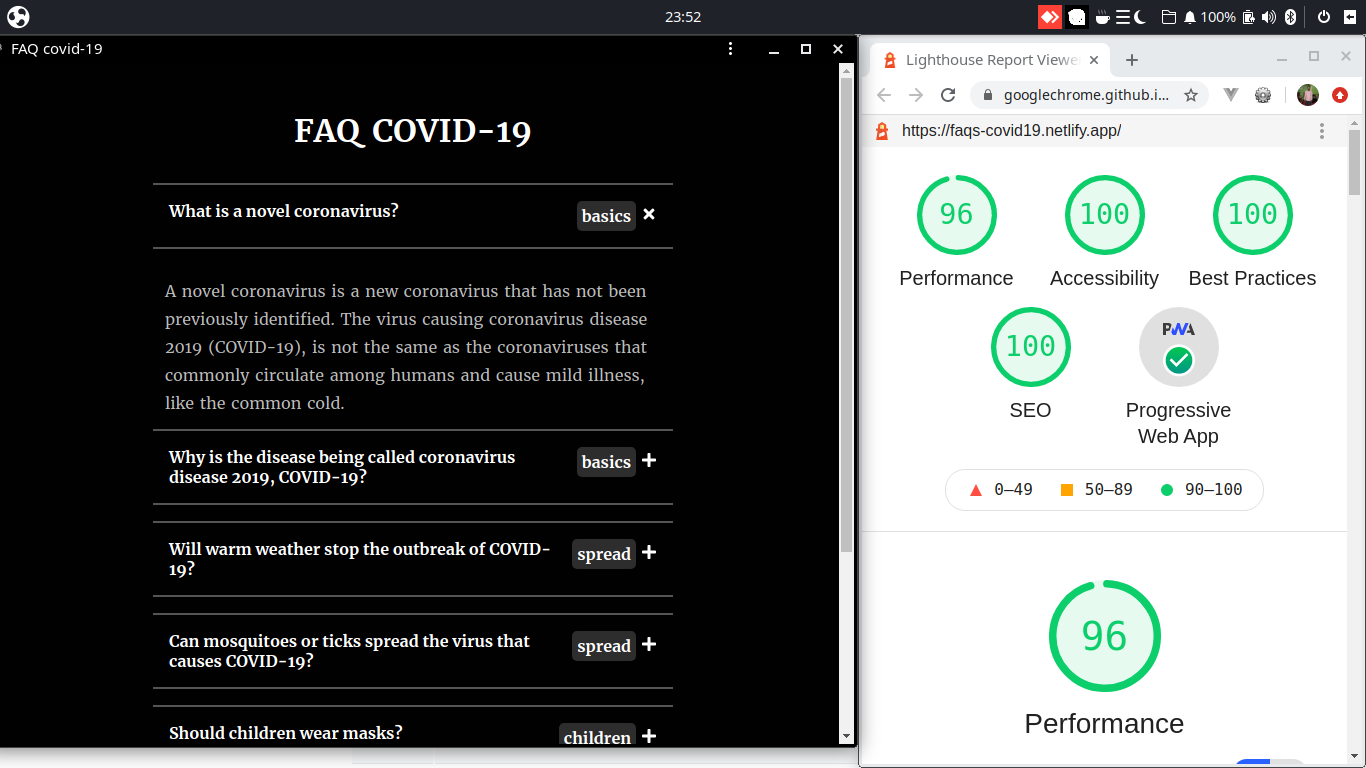 23:52
100%
FAQ covid-19
FAQ COVID-19
What is a novel coronavirus?
basics
A novel coronavirus is a new coronavirus that has not been
previously identified. The virus causing coronavirus disease
2019 (COVID-19), is not the same as the coronaviruses that
commonly circulate among humans and cause mild illness,
like the common cold.
Why is the disease being called coronavirus
disease 2019, COVID-19?
basics
Will warm weather stop the outbreak of COVID-
19?
spread
Can mosquitoes or ticks spread the virus that
causes COVID-19?
spread
Should children wear masks?
children
Lighthouse Report Viewe
googlechrome.github.i...
https://faqs-covid19.netlify.app/
96
100
100
Performance
Accessibility
Best Practices
100
PWA
SEO
Progressive
Web App
0–49
50–89
90–100
96
Performance